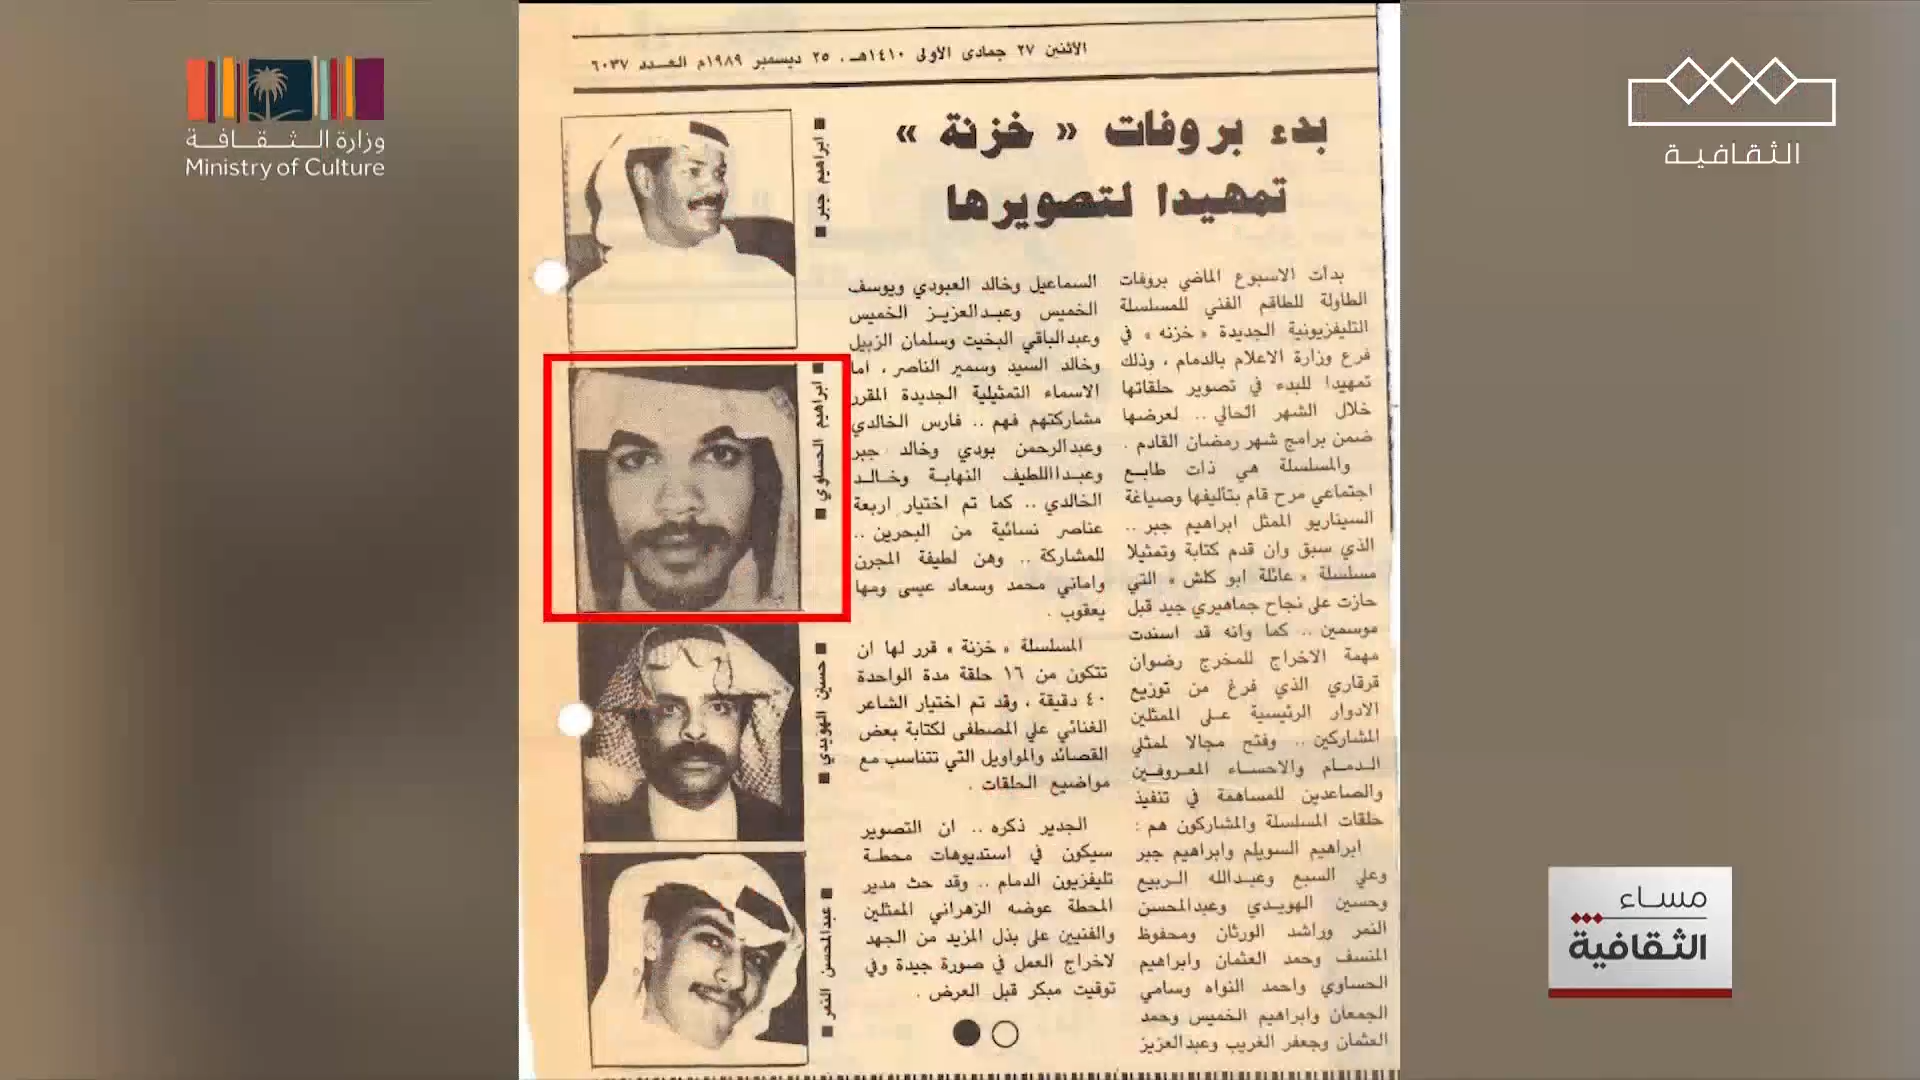 وزارة الـثـقـافـة
Ministry of Culture
الثقافيـة
مساء
الثقافية
الأثنين ٢٧ جمادى الأولى ١٤١٠هـ، ٢٥ ديسمبر ١٩٨٩م العـدد ٦٠٣٧
بدء بروفات « خزنة »
تمهيدا لتصويرها
بدأت الاسبوع الماضي بروفات
الطاولة للطاقم الفني للمسلسلة
التليفزيونية الجديدة « خزنه » في
فرع وزارة الاعلام بالدمام ، وذلك
تمهيدا للبدء في تصوير حلقاتها
خلال الشهر الحالي .. لعرضها
ضمن برامج شهر رمضان القادم .
والمسلسلة هي ذات طابع
اجتماعي مرح قام بتأليفها وصياغة
السيناريو الممثل ابراهيم جبر ..
الذي سبق وان قدم كتابة وتمثيلا
مسلسلة « عائلة ابو كلش » التي
حازت على نجاح جماهيري جيد قبل
موسمين .. كما وانه قد اسندت
مهمة الاخراج للمخرج رضوان
قرقاري الذي فرغ من توزيع
الادوار الرئيسية على الممثلين
المشاركين .. وفتح مجالا لممثلي
الدمام والاحساء المعروفين
والصاعدين للمساهمة في تنفيذ
حلقات المسلسلة والمشاركون هم :
ابراهيم السويلم وابراهيم جبر
وعلي السبع وعبدالله الربيع
وحسين الهويدي وعبدالمحسن
النمر وراشد الورثان ومحفوظ
المنسف وحمد العثمان وابراهيم
الحساوي واحمد النواه وسامي
الجمعان وابراهيم الخميس وحمد
العثمان وجعفر الغريب وعبدالعزيز
السماعيل وخالد العبودي ويوسف
الخميس وعبدالعزيز الخميس
وعبدالباقي البخيت وسلمان الزبيل
وخالد السيد وسمير الناصر ، اما
الاسماء التمثيلية الجديدة المقرر
مشاركتهم فهم .. فارس الخالدي
وعبدالرحمن بودي وخالد جبر
وعبدااللطيف النهابة وخالد
الخالدي .. كما تم اختيار اربعة
عناصر نسائية من البحرين ..
للمشاركة .. وهن لطيفة المجرن
واماني محمد وسعاد عيسى ومها
يعقوب .
المسلسلة « خزنة » قرر لها ان
تتكون من ١٦ حلقة مدة الواحدة
٤٠ دقيقة ، وقد تم اختيار الشاعر
الغنائي علي المصطفى لكتابة بعض
القصائد والمواويل التي تتناسب مع
مواضيع الحلقات .
الجدير ذكره .. ان التصوير
سيكون في استديوهات محطة
تليفزيون الدمام .. وقد حث مدير
المحطة عوضه الزهراني الممثلين
والفنيين على بذل المزيد من الجهد
لاخراج العمل في صورة جيدة وفي
توقيت مبكر قبل العرض .
ابراهيم جبر
ابراهيم الحساوي
حسين الهويدي
عبدالمحسن النمر